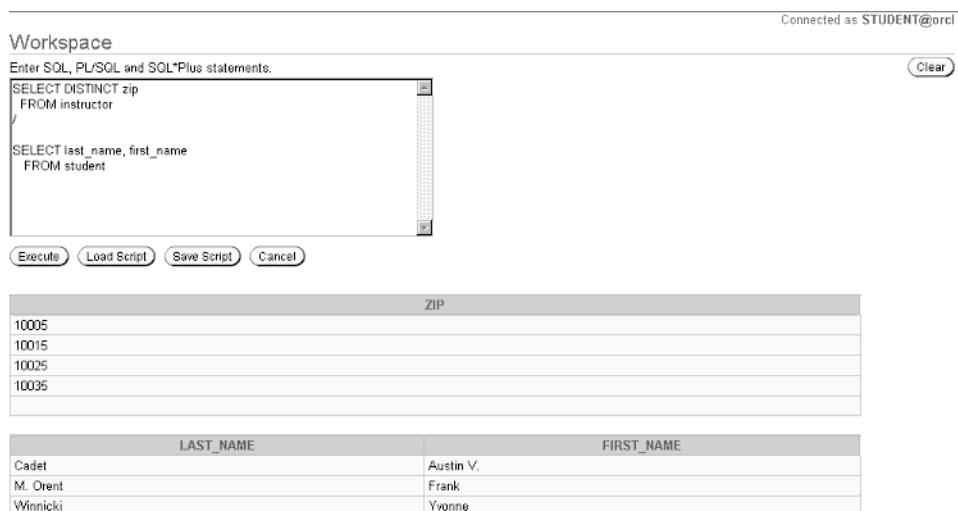 Connected as STUDENT@orcl
Workspace
Enter SQL, PL/SQL and SQL*Plus statements.
Clear
SELECT DISTINCT zip
FROM instructor
/
SELECT last_name, first_name
FROM student
Execute Load Script Save Script Cancel
ZIP
10005
10015
10025
10035
LAST_NAME FIRST_NAME
Cadet Austin V.
M. Orent Frank
Winnicki Yvonne